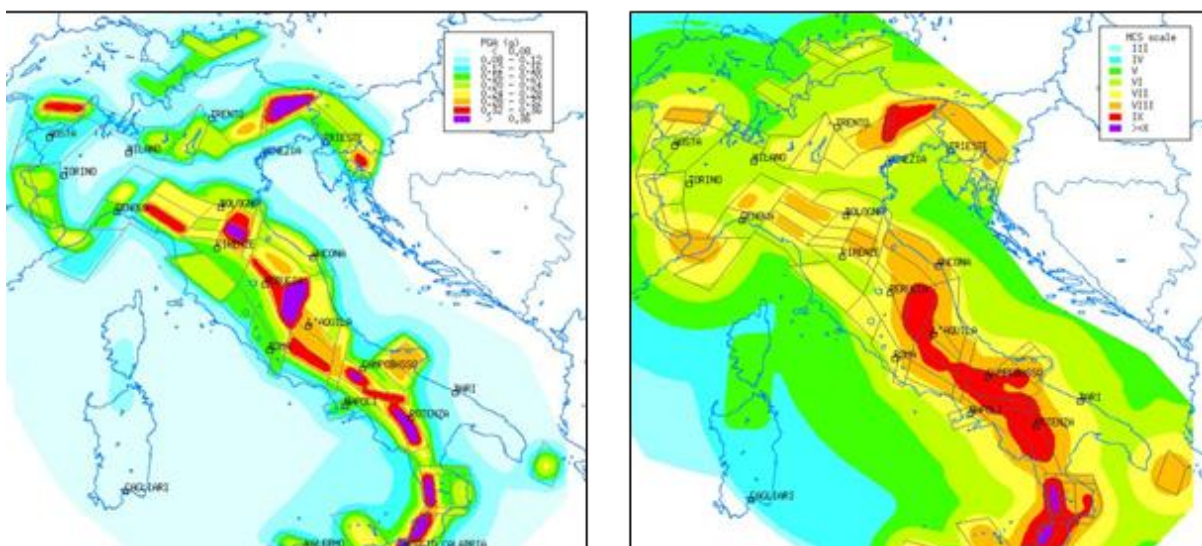 PGA (g)
TRENTO
AOSTA
MILANO
TRIESTE
VENEZIA
TORINO
GENOVA
BOLOGNA
FIRENZE
ANCONA
PERUGIA
L'AQUILA
ROMA
CAMPOBASSO
BARI
NAPOLI
POTENZA
CAGLIARI
PALERMO
MCS scale
III
IV
V
VI
VII
VIII
IX
>=X
TRENTO
AOSTA
MILANO
VENEZIA
TRIESTE
TORINO
GENOVA
BOLOGNA
FIRENZE
ANCONA
PERUGIA
L'AQUILA
ROMA
CAMPOBASSO
NAPOLI
BARI
POTENZA
CAGLIARI